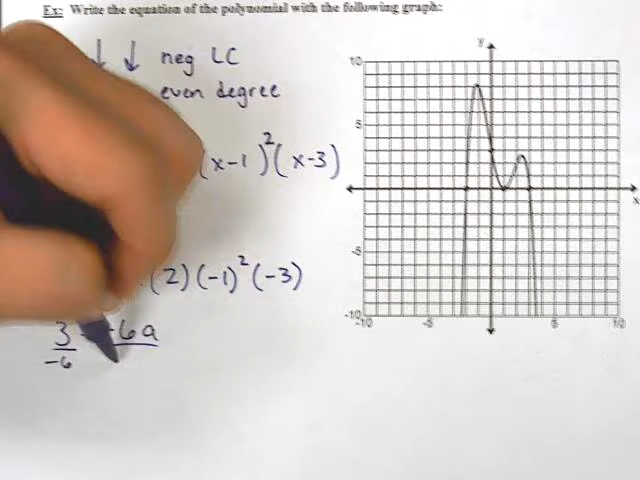 Ex: Write the equation of the polynomial with the following graph:
↓ ↓ neg LC
even degree
(x-1)²(x-3)
(2)(-1)²(-3)
3 -6a
-6
y
10
5
x
-5
-10
-10 -5 5 10